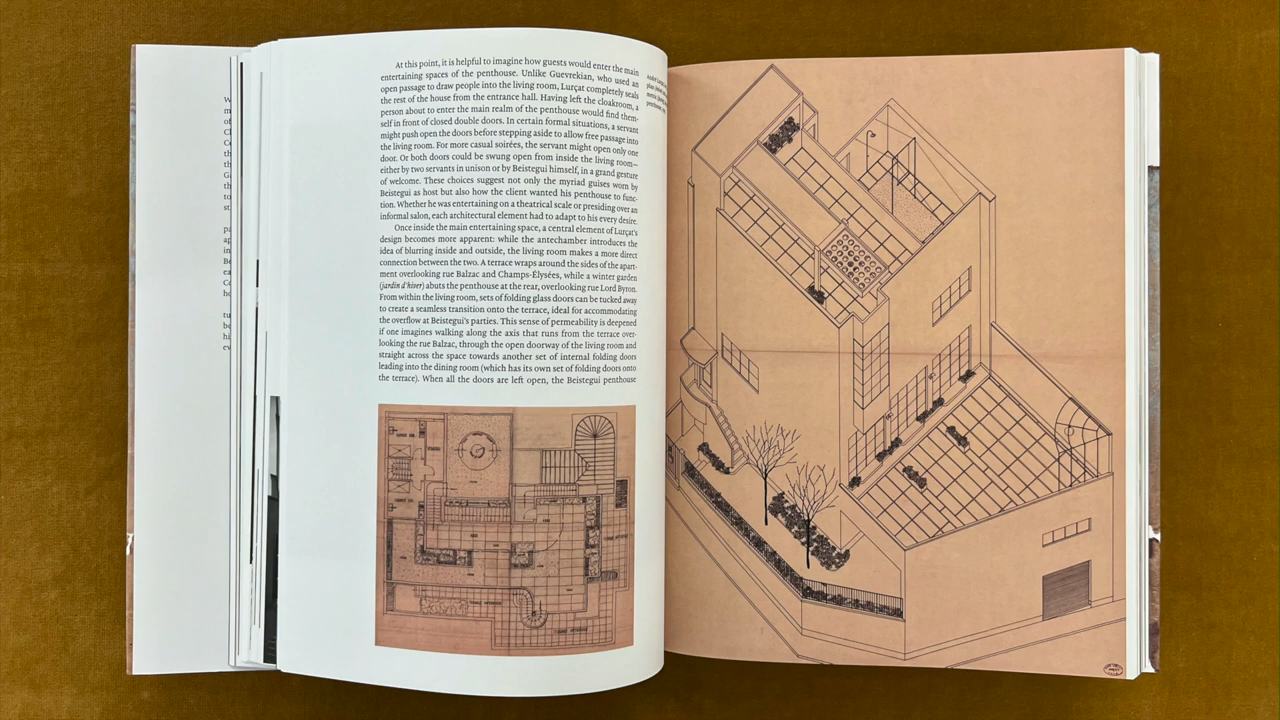 At this point, it is helpful to imagine how guests would enter the main
entertaining spaces of the penthouse. Unlike Guevrekian, who used an
open passage to draw people into the living room, Lurçat completely seals
the rest of the house from the entrance hall. Having left the cloakroom, a
person about to enter the main realm of the penthouse would find them-
self in front of closed double doors. In certain formal situations, a servant
might push open the doors before stepping aside to allow free passage into
the living room. For more casual soirées, the servant might open only one
door. Or both doors could be swung open from inside the living room—
either by two servants in unison or by Beistegui himself, in a grand gesture
of welcome. These choices suggest not only the myriad guises worn by
Beistegui as host but also how the client wanted his penthouse to func-
tion. Whether he was entertaining on a theatrical scale or presiding over an
informal salon, each architectural element had to adapt to his every desire.
Once inside the main entertaining space, a central element of Lurçat's
design becomes more apparent: while the antechamber introduces the
idea of blurring inside and outside, the living room makes a more direct
connection between the two. A terrace wraps around the sides of the apart-
ment overlooking rue Balzac and Champs-Élysées, while a winter garden
(jardin d'hiver) abuts the penthouse at the rear, overlooking rue Lord Byron.
From within the living room, sets of folding glass doors can be tucked away
to create a seamless transition onto the terrace, ideal for accommodating
the overflow at Beistegui's parties. This sense of permeability is deepened
if one imagines walking along the axis that runs from the terrace over-
looking the rue Balzac, through the open doorway of the living room and
straight across the space towards another set of internal folding doors
leading into the dining room (which has its own set of folding doors onto
the terrace). When all the doors are left open, the Beistegui penthouse